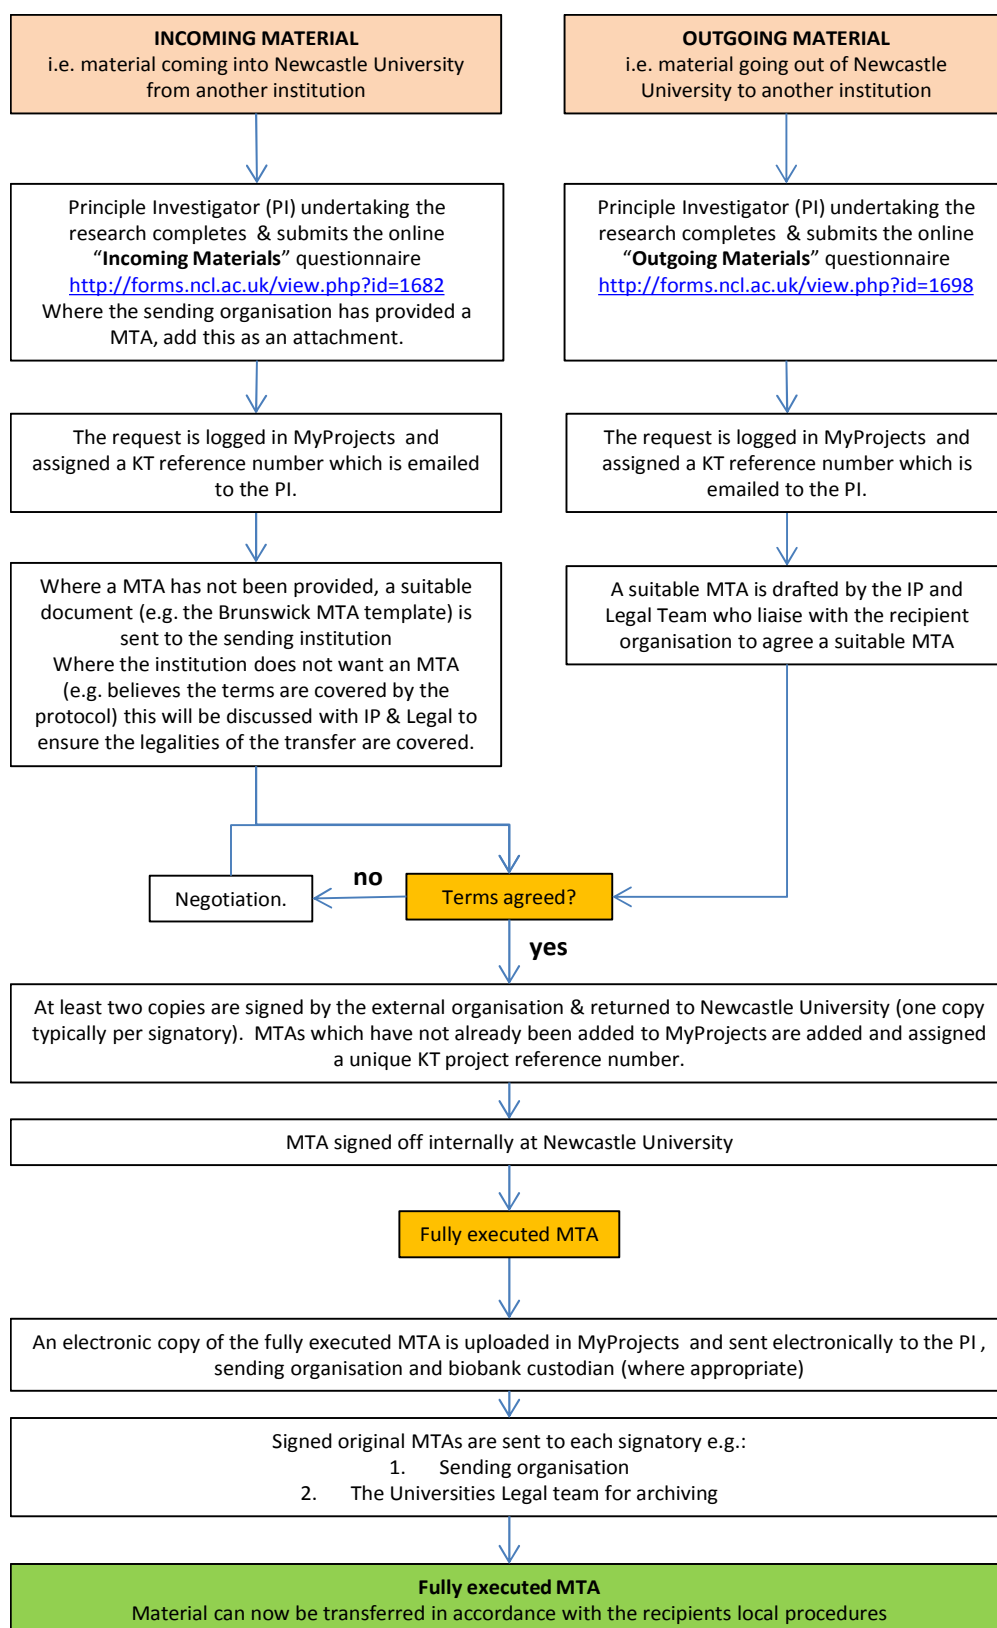 INCOMING MATERIAL
i.e. material coming into Newcastle University
from another institution
OUTGOING MATERIAL
i.e. material going out of Newcastle
University to another institution
Principle Investigator (PI) undertaking the
research completes & submits the online
“Incoming Materials” questionnaire
http://forms.ncl.ac.uk/view.php?id=1682
Where the sending organisation has provided a
MTA, add this as an attachment.
Principle Investigator (PI) undertaking the
research completes & submits the online
“Outgoing Materials” questionnaire
http://forms.ncl.ac.uk/view.php?id=1698
The request is logged in MyProjects and
assigned a KT reference number which is emailed
to the PI.
The request is logged in MyProjects and
assigned a KT reference number which is
emailed to the PI.
Where a MTA has not been provided, a suitable
document (e.g. the Brunswick MTA template) is
sent to the sending institution
Where the institution does not want an MTA
(e.g. believes the terms are covered by the
protocol) this will be discussed with IP & Legal to
ensure the legalities of the transfer are covered.
A suitable MTA is drafted by the IP and
Legal Team who liaise with the recipient
organisation to agree a suitable MTA
Negotiation.
no
Terms agreed?
yes
At least two copies are signed by the external organisation & returned to Newcastle University (one copy
typically per signatory). MTAs which have not already been added to MyProjects are added and assigned
a unique KT project reference number.
MTA signed off internally at Newcastle University
Fully executed MTA
An electronic copy of the fully executed MTA is uploaded in MyProjects and sent electronically to the PI ,
sending organisation and biobank custodian (where appropriate)
Signed original MTAs are sent to each signatory e.g.:
1. Sending organisation
2. The Universities Legal team for archiving
Fully executed MTA
Material can now be transferred in accordance with the recipients local procedures